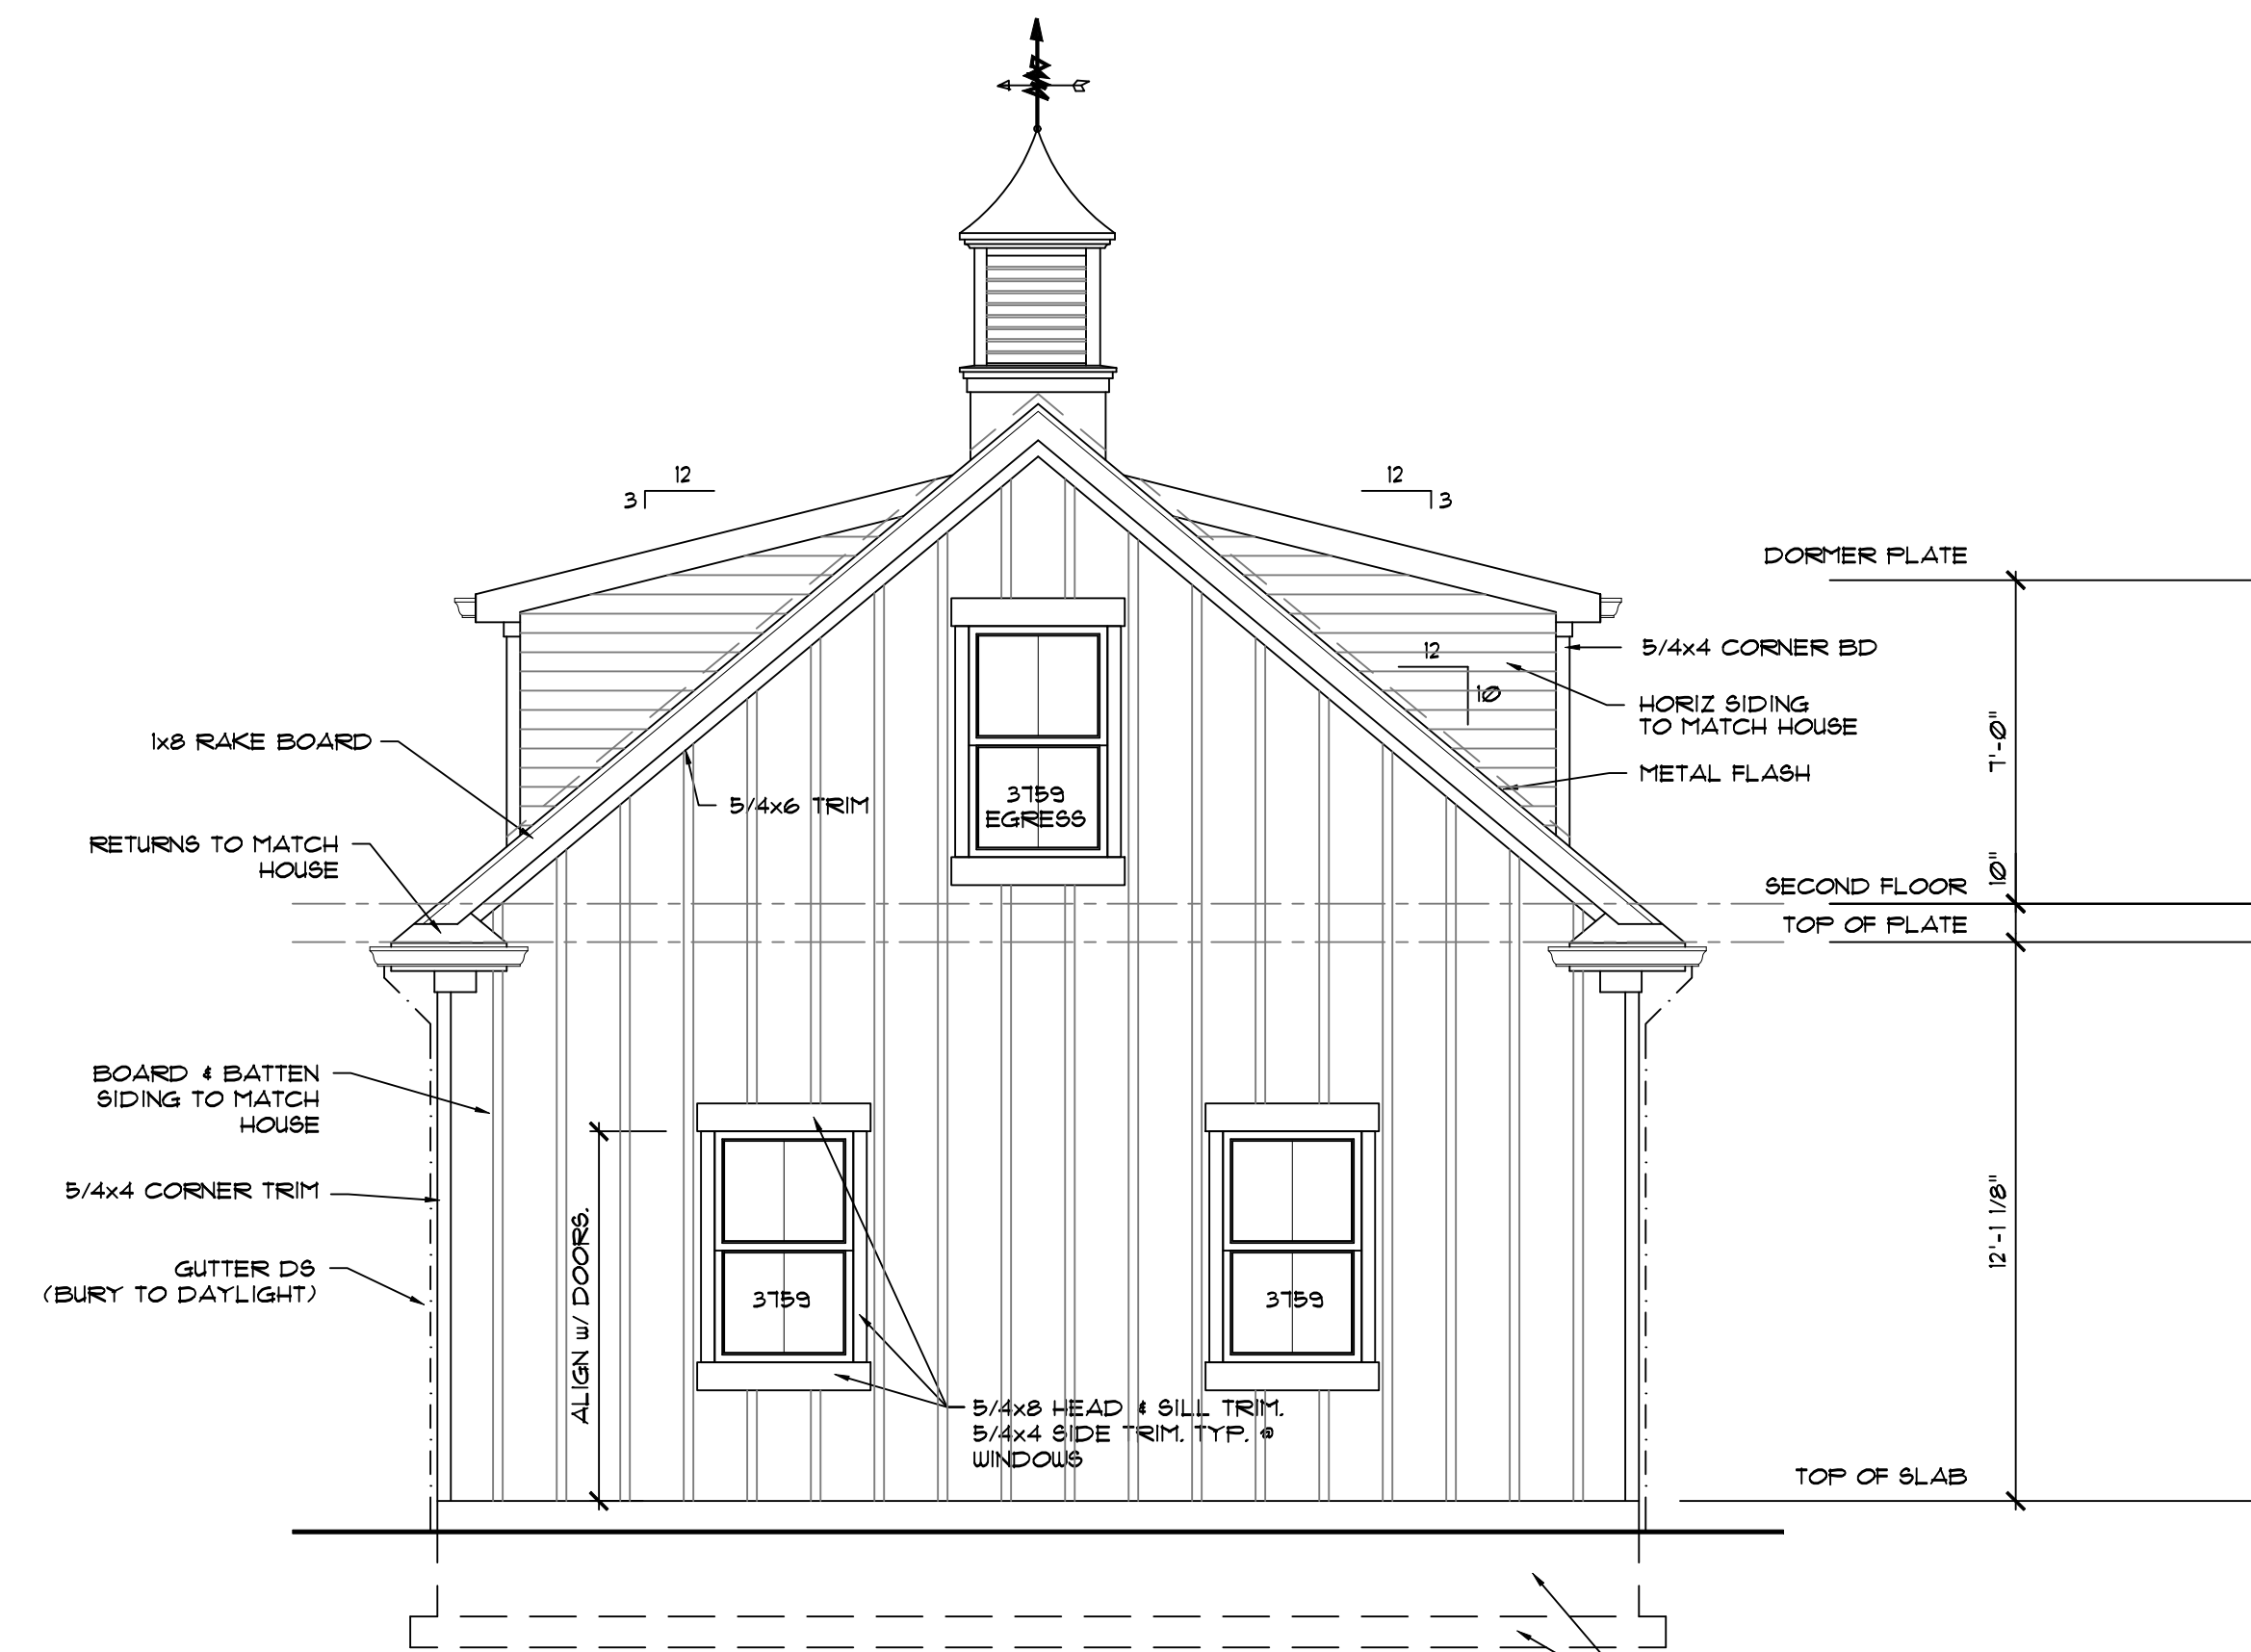 12
3
12
3
DORMER PLATE
5/4x4 CORNER BD
12
10
HORIZ SIDING
TO MATCH HOUSE
1x8 RAKE BOARD
7'-0"
METAL FLASH
5/4x6 TRIM
3759
EGRESS
RETURNS TO MATCH
HOUSE
10"
SECOND FLOOR
TOP OF PLATE
BOARD & BATTEN
SIDING TO MATCH
HOUSE
5/4x4 CORNER TRIM
12'-1 1/8"
GUTTER DS
(BURY TO DAYLIGHT)
ALIGN w/ DOORS.
3759
3759
5/4x8 HEAD & SILL TRIM.
5/4x4 SIDE TRIM. TYP. @
WINDOWS
TOP OF SLAB